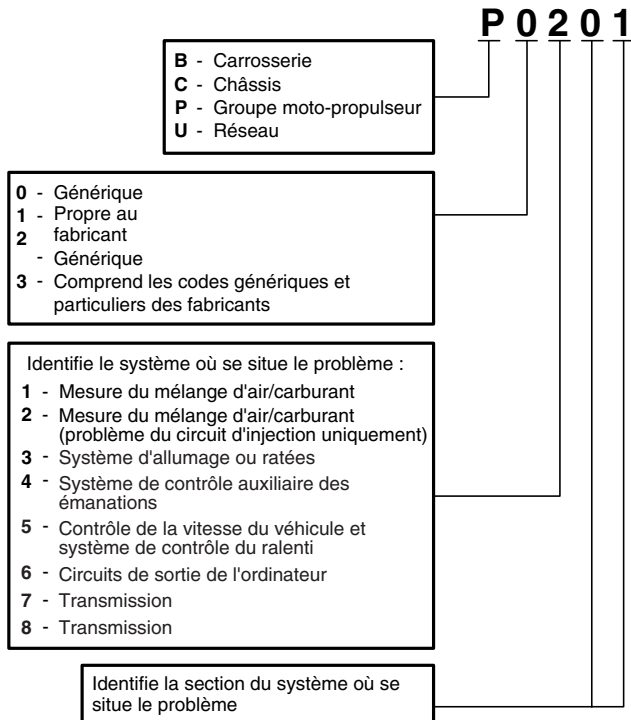 P 0 2 0 1
B - Carrosserie
C - Châssis
P - Groupe moto-propulseur
U - Réseau
0 - Générique
1 - Propre au
2 fabricant
- Générique
3 - Comprend les codes génériques et
particuliers des fabricants
Identifie le système où se situe le problème :
1 - Mesure du mélange d'air/carburant
2 - Mesure du mélange d'air/carburant
(problème du circuit d'injection uniquement)
3 - Système d'allumage ou ratées
4 - Système de contrôle auxiliaire des
émanations
5 - Contrôle de la vitesse du véhicule et
système de contrôle du ralenti
6 - Circuits de sortie de l'ordinateur
7 - Transmission
8 - Transmission
Identifie la section du système où se
situe le problème